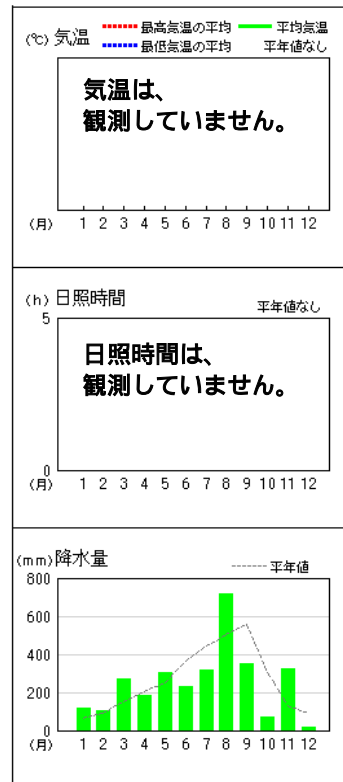 (℃) 気温 最高気温の平均 平均気温
最低気温の平均 平年値なし
気温は、
観測していません。
(月) 1 2 3 4 5 6 7 8 9 10 11 12
(h) 日照時間 平年値なし
5
日照時間は、
観測していません。
0
(月) 1 2 3 4 5 6 7 8 9 10 11 12
(mm) 降水量 平年値
800
600
400
200
0
(月) 1 2 3 4 5 6 7 8 9 10 11 12